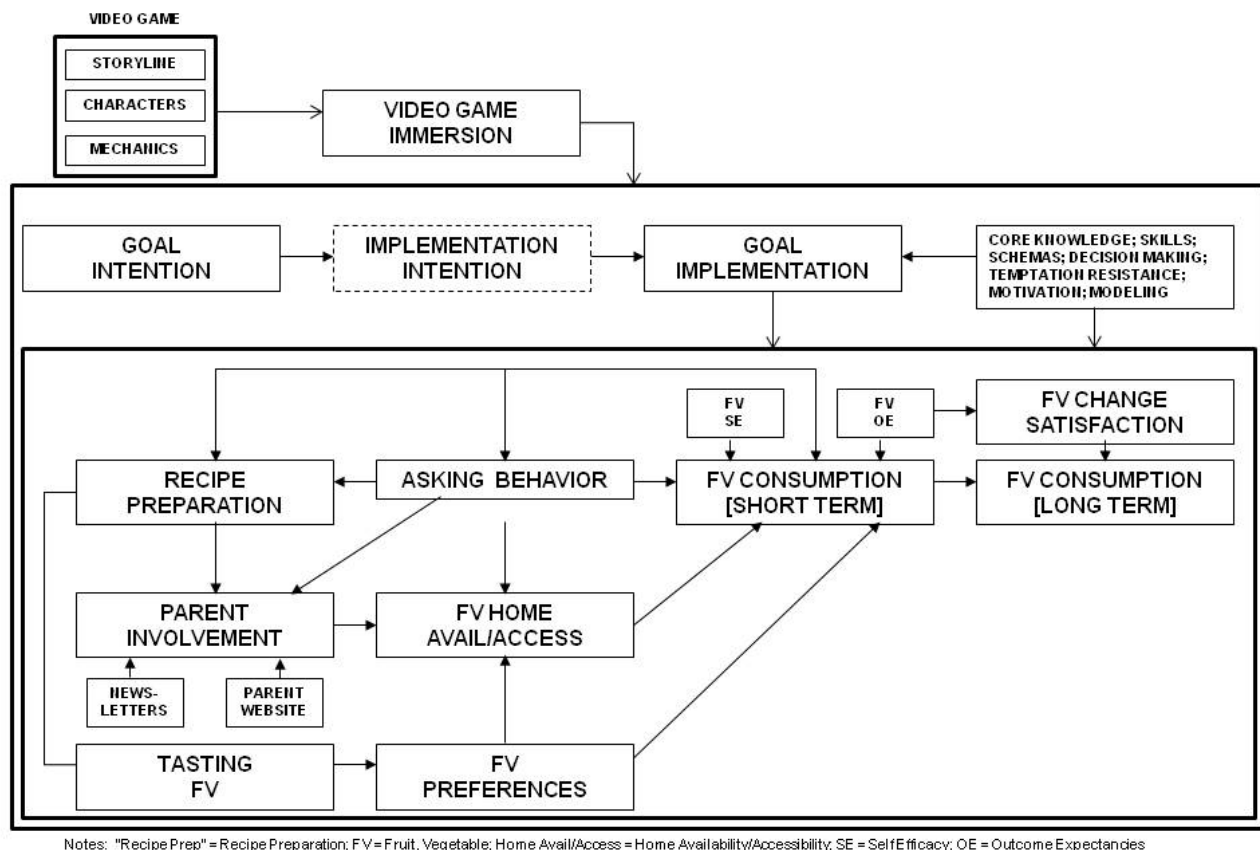 VIDEO GAME
STORYLINE
CHARACTERS
MECHANICS
VIDEO GAME
IMMERSION
GOAL
INTENTION
IMPLEMENTATION
INTENTION
GOAL
IMPLEMENTATION
CORE KNOWLEDGE; SKILLS;
SCHEMAS; DECISION MAKING;
TEMPTATION RESISTANCE;
MOTIVATION; MODELING
FV
SE
FV
OE
FV CHANGE
SATISFACTION
RECIPE
PREPARATION
ASKING BEHAVIOR
FV CONSUMPTION
[SHORT TERM]
FV CONSUMPTION
[LONG TERM]
PARENT
INVOLVEMENT
FV HOME
AVAIL/ACCESS
NEWS-
LETTERS
PARENT
WEBSITE
TASTING
FV
FV
PREFERENCES
Notes: "Recipe Prep" = Recipe Preparation; FV = Fruit, Vegetable; Home Avail/Access = Home Availability/Accessibility; SE = Self Efficacy; OE = Outcome Expectancies